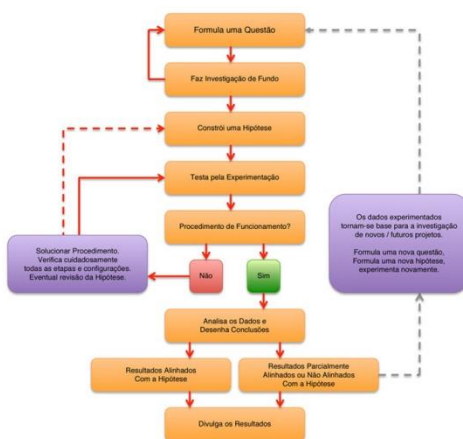 Formula uma Questão
Faz Investigação de Fundo
Constrói uma Hipótese
Testa pela Experimentação
Procedimento de Funcionamento?
Solucionar Procedimento.
Verifica cuidadosamente
todas as etapas e configurações.
Eventual revisão da Hipótese.
Não
Sim
Os dados experimentados
tornam-se base para a investigação
de novos / futuros projetos.
Formula uma nova questão,
Formula uma nova hipótese,
experimenta novamente.
Analisa os Dados e
Desenha Conclusões
Resultados Alinhados
Com a Hipótese
Resultados Parcialmente
Alinhados ou Não Alinhados
Com a Hipótese
Divulga os Resultados